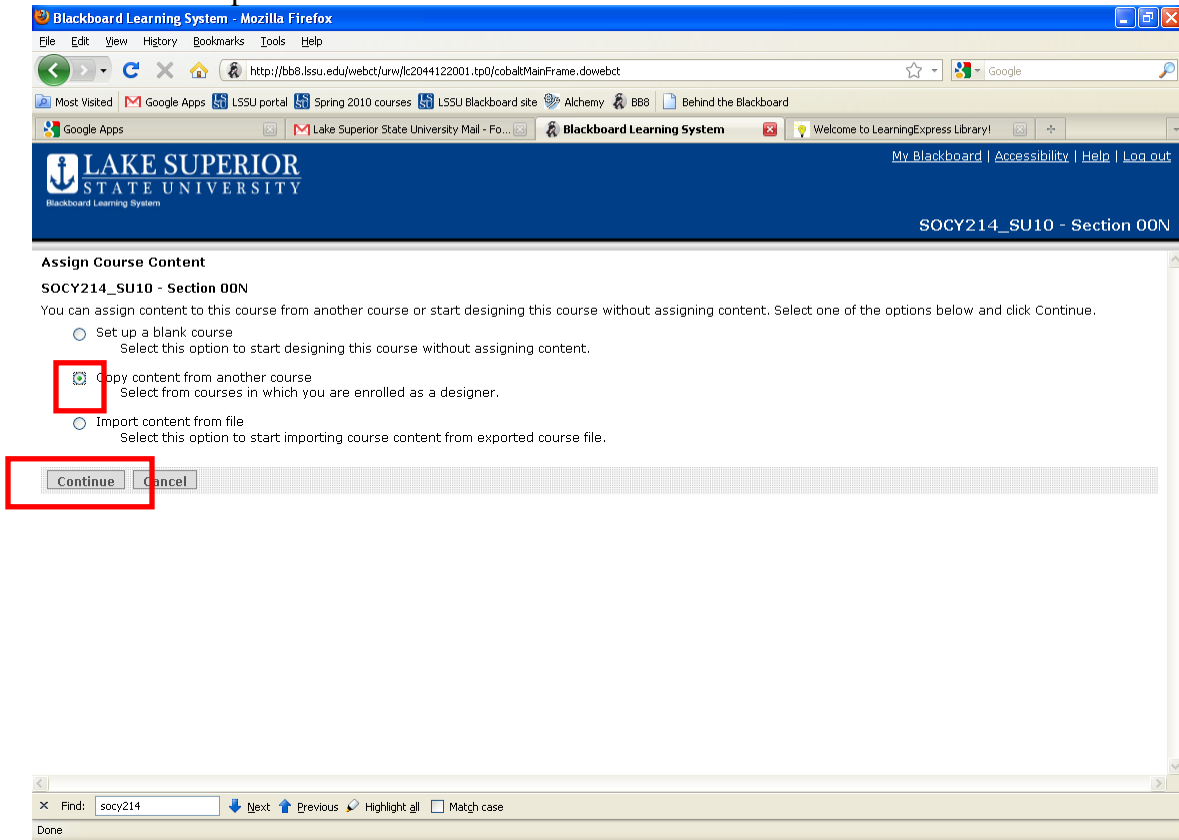 Blackboard Learning System - Mozilla Firefox
File Edit View History Bookmarks Tools Help
http://bb8.lssu.edu/webct/urw/lc2044122001.tp0/cobaltMainFrame.dowebct Google
Most Visited Google Apps LSSU portal Spring 2010 courses LSSU Blackboard site Alchemy BB8 Behind the Blackboard
Google Apps Lake Superior State University Mail - Fo... Blackboard Learning System Welcome to LearningExpress Library!
My Blackboard | Accessibility | Help | Log out
LAKE SUPERIOR
STATE UNIVERSITY
Blackboard Learning System
SOCY214_SU10 - Section 00N
Assign Course Content
SOCY214_SU10 - Section 00N
You can assign content to this course from another course or start designing this course without assigning content. Select one of the options below and click Continue.
Set up a blank course
Select this option to start designing this course without assigning content.
Copy content from another course
Select from courses in which you are enrolled as a designer.
Import content from file
Select this option to start importing course content from exported course file.
Continue Cancel
Find: socy214 Next Previous Highlight all Match case
Done